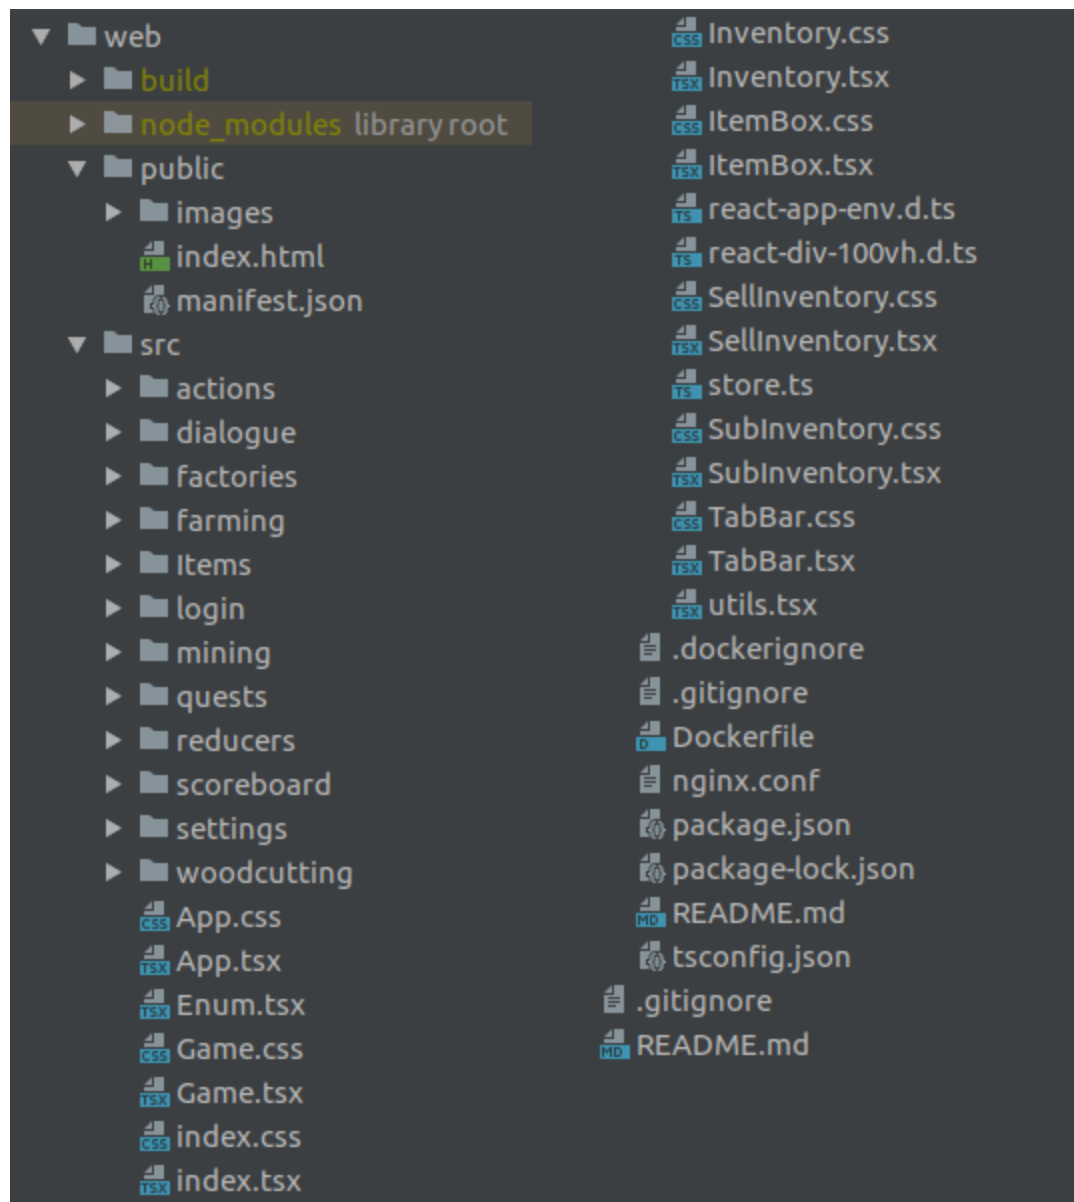 web
build
node_modules library root
public
images
index.html
manifest.json
src
actions
dialogue
factories
farming
Items
login
mining
quests
reducers
scoreboard
settings
woodcutting
App.css
App.tsx
Enum.tsx
Game.css
Game.tsx
index.css
index.tsx
Inventory.css
Inventory.tsx
ItemBox.css
ItemBox.tsx
react-app-env.d.ts
react-div-100vh.d.ts
SellInventory.css
SellInventory.tsx
store.ts
SubInventory.css
SubInventory.tsx
TabBar.css
TabBar.tsx
utils.tsx
.dockerignore
.gitignore
Dockerfile
nginx.conf
package.json
package-lock.json
README.md
tsconfig.json
.gitignore
README.md